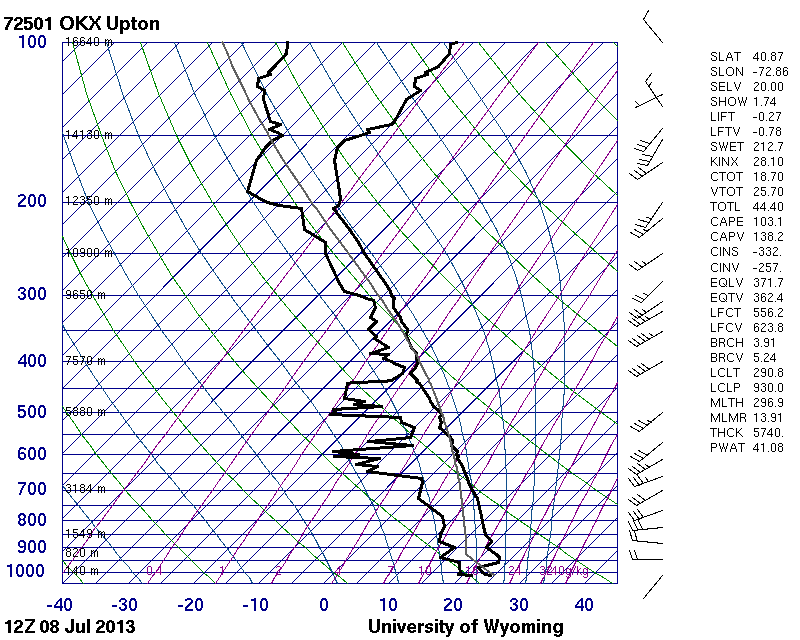 72501 OKX Upton
100 16640 m
14130 m
200 12350 m
10900 m
300 9650 m
400 7570 m
500 5880 m
600
700 3184 m
800
1549 m
900
820 m
1000 140 m 0.4 1 2 4 7 10 16 24 32 40g/kg
-40 -30 -20 -10 0 10 20 30 40
12Z 08 Jul 2013 University of Wyoming
SLAT 40.87
SLON -72.86
SELV 20.00
SHOW 1.74
LIFT -0.27
LFTV -0.78
SWET 212.7
KINX 28.10
CTOT 18.70
VTOT 25.70
TOTL 44.40
CAPE 103.1
CAPV 138.2
CINS -332.
CINV -257.
EQLV 371.7
EQTV 362.4
LFCT 556.2
LFCV 623.8
BRCH 3.91
BRCV 5.24
LCLT 290.8
LCLP 930.0
MLTH 296.9
MLMR 13.91
THCK 5740.
PWAT 41.08